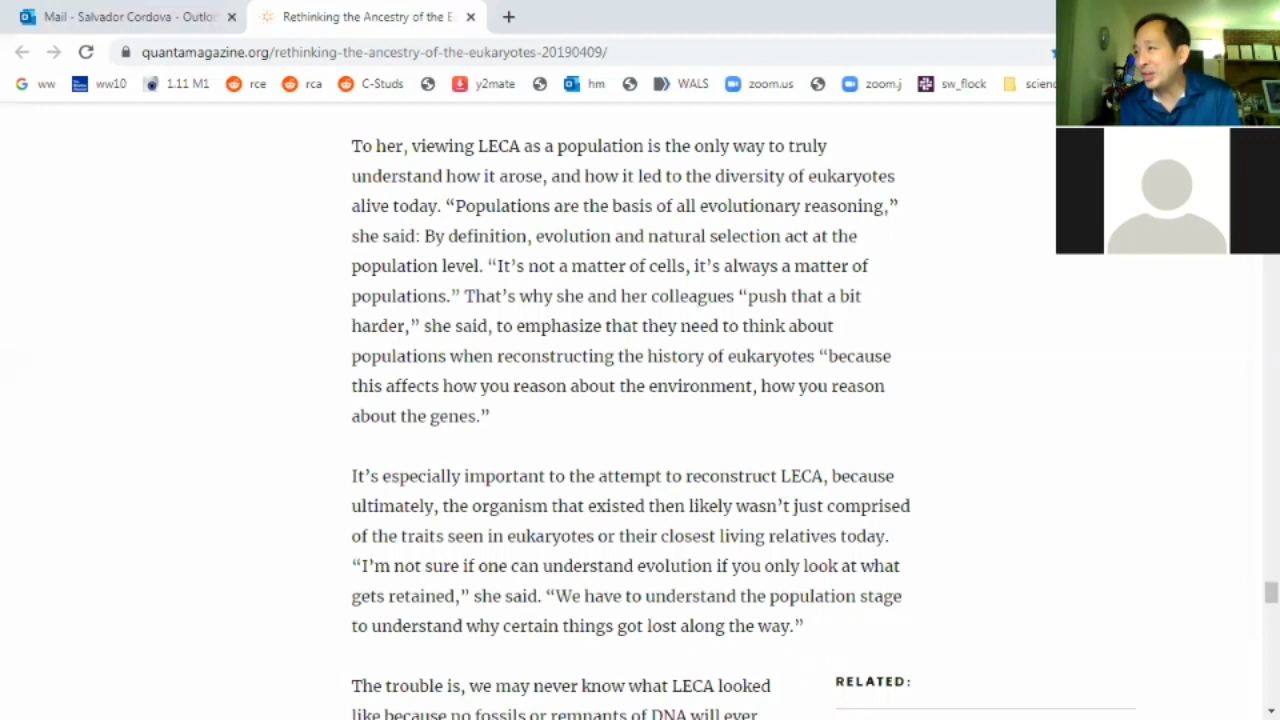 Mail - Salvador Cordova - Outlo
Rethinking the Ancestry of the E
quantamagazine.org/rethinking-the-ancestry-of-the-eukaryotes-20190409/
ww
ww10
1.11 M1
rce
rca
C-Studs
y2mate
hm
WALS
zoom.us
zoom.j
sw_flock
scienc
To her, viewing LECA as a population is the only way to truly
understand how it arose, and how it led to the diversity of eukaryotes
alive today. “Populations are the basis of all evolutionary reasoning,”
she said: By definition, evolution and natural selection act at the
population level. “It’s not a matter of cells, it’s always a matter of
populations.” That’s why she and her colleagues “push that a bit
harder,” she said, to emphasize that they need to think about
populations when reconstructing the history of eukaryotes “because
this affects how you reason about the environment, how you reason
about the genes.”
It’s especially important to the attempt to reconstruct LECA, because
ultimately, the organism that existed then likely wasn’t just comprised
of the traits seen in eukaryotes or their closest living relatives today.
“I’m not sure if one can understand evolution if you only look at what
gets retained,” she said. “We have to understand the population stage
to understand why certain things got lost along the way.”
The trouble is, we may never know what LECA looked
like because no fossils or remnants of DNA will ever
RELATED: